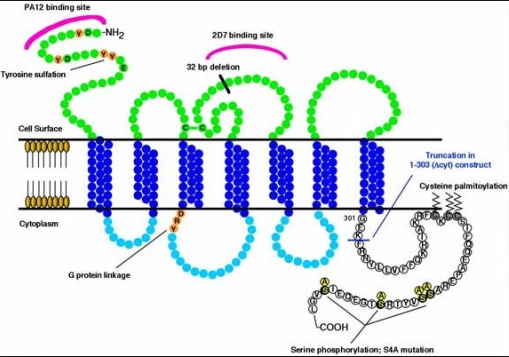 PA12 binding site
Y D -NH2
Y D Y Y E
Tyrosine sulfation
2D7 binding site
32 bp deletion
C-C
Cell Surface
Truncation in
1-303 (Δcyt) construct
Cysteine palmitoylation
Cytoplasm
301
D
R
Y
G protein linkage
-COOH
Serine phosphorylation; S4A mutation